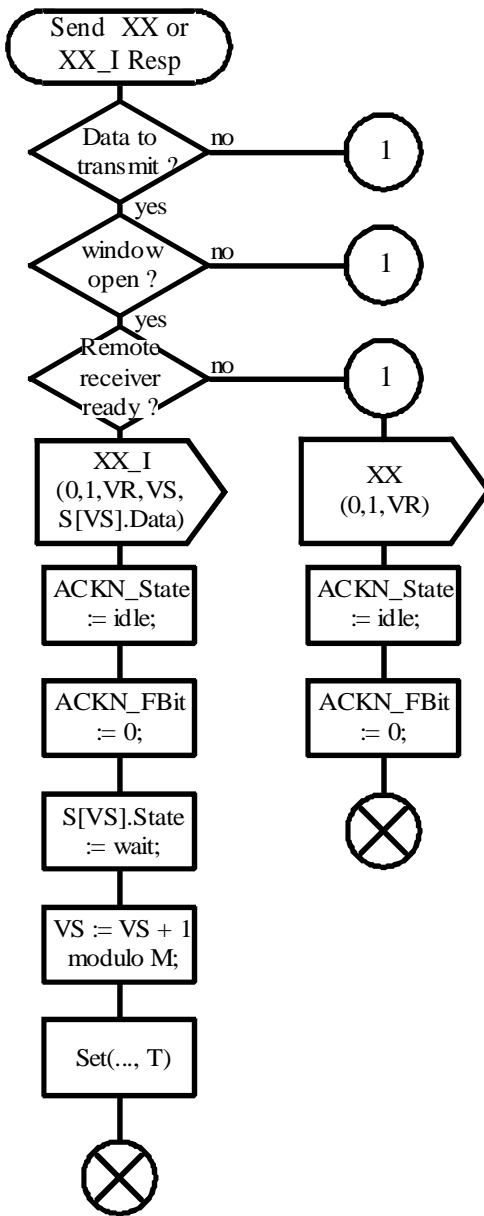 Send XX or
XX_I Resp
Data to
transmit ?
no
1
yes
window
open ?
no
1
yes
Remote
receiver
ready ?
no
1
XX_I
(0,1,VR,VS,
S[VS].Data)
ACKN_State
:= idle;
ACKN_FBit
:= 0;
S[VS].State
:= wait;
VS := VS + 1
modulo M;
Set(..., T)
XX
(0,1,VR)
ACKN_State
:= idle;
ACKN_FBit
:= 0;